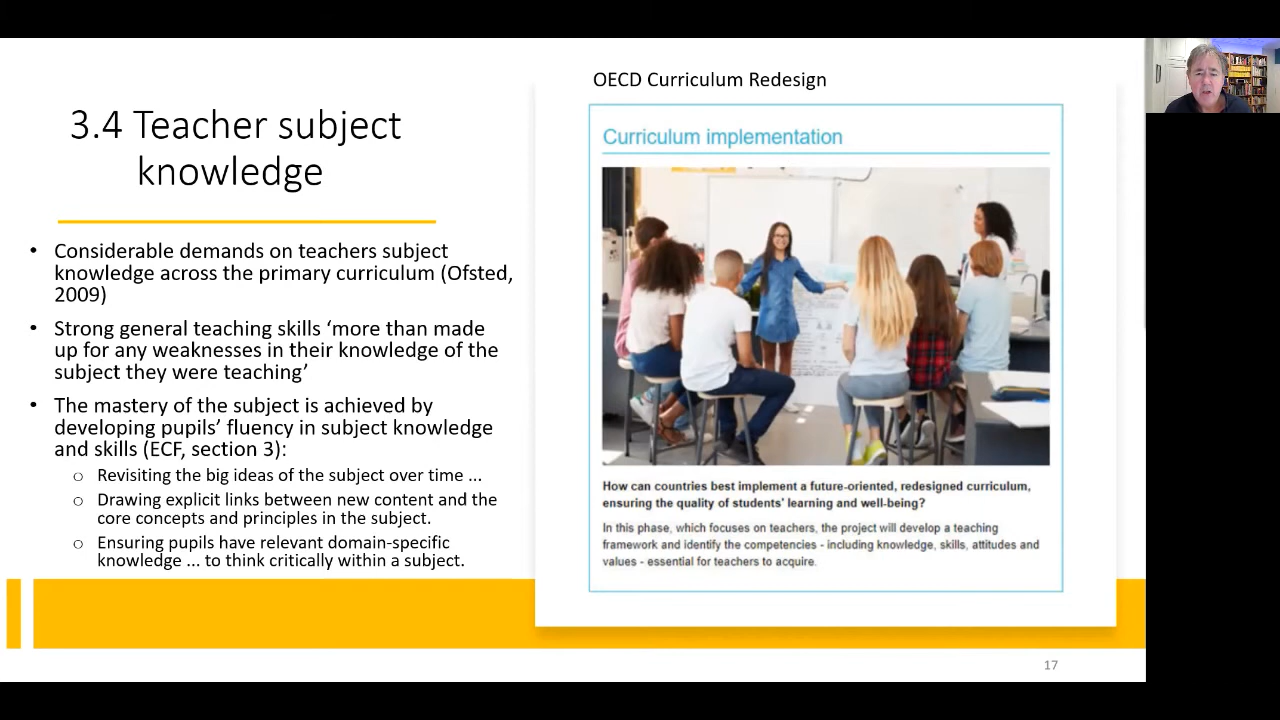 3.4 Teacher subject
knowledge
• Considerable demands on teachers subject
knowledge across the primary curriculum (Ofsted,
2009)
• Strong general teaching skills ‘more than made
up for any weaknesses in their knowledge of the
subject they were teaching’
• The mastery of the subject is achieved by
developing pupils’ fluency in subject knowledge
and skills (ECF, section 3):
○ Revisiting the big ideas of the subject over time ...
○ Drawing explicit links between new content and the
core concepts and principles in the subject.
○ Ensuring pupils have relevant domain-specific
knowledge ... to think critically within a subject.
OECD Curriculum Redesign
Curriculum implementation
How can countries best implement a future-oriented, redesigned curriculum,
ensuring the quality of students' learning and well-being?
In this phase, which focuses on teachers, the project will develop a teaching
framework and identify the competencies - including knowledge, skills, attitudes and
values - essential for teachers to acquire.
17